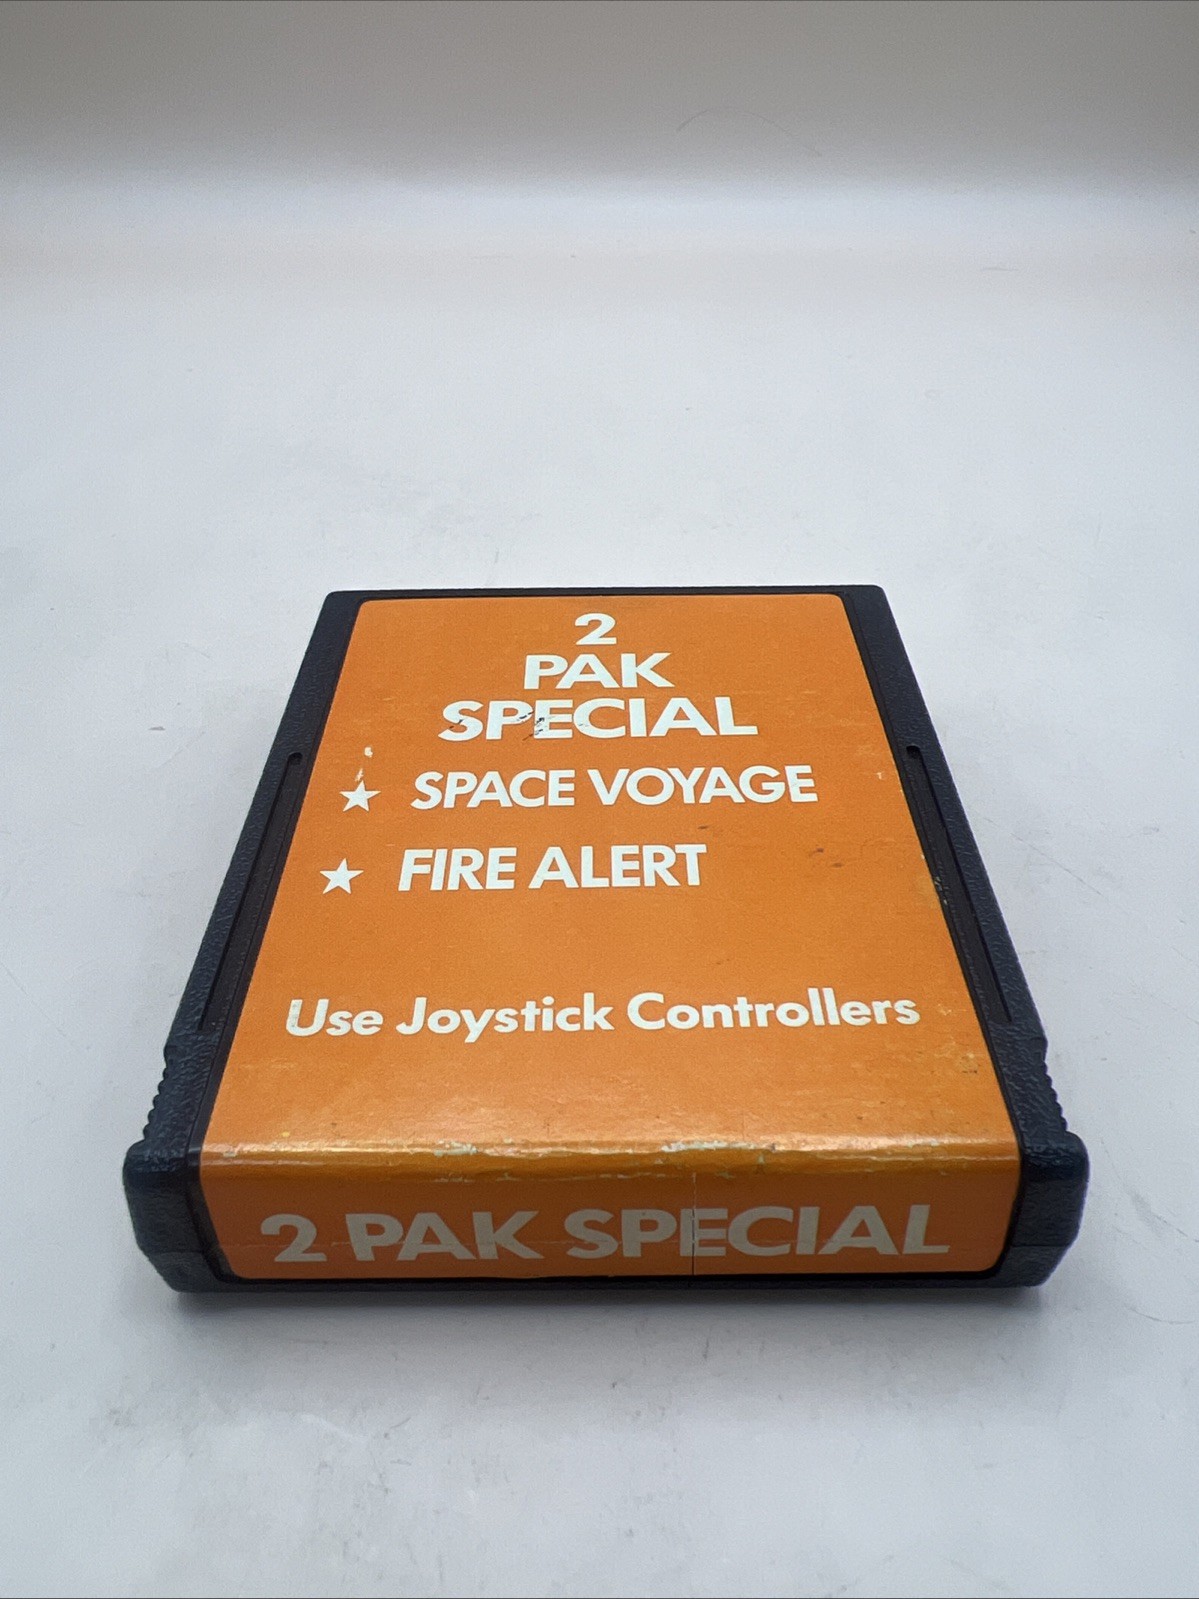 2
PAK
SPECIAL
★ SPACE VOYAGE
★ FIRE ALERT
Use Joystick Controllers
2 PAK SPECIAL